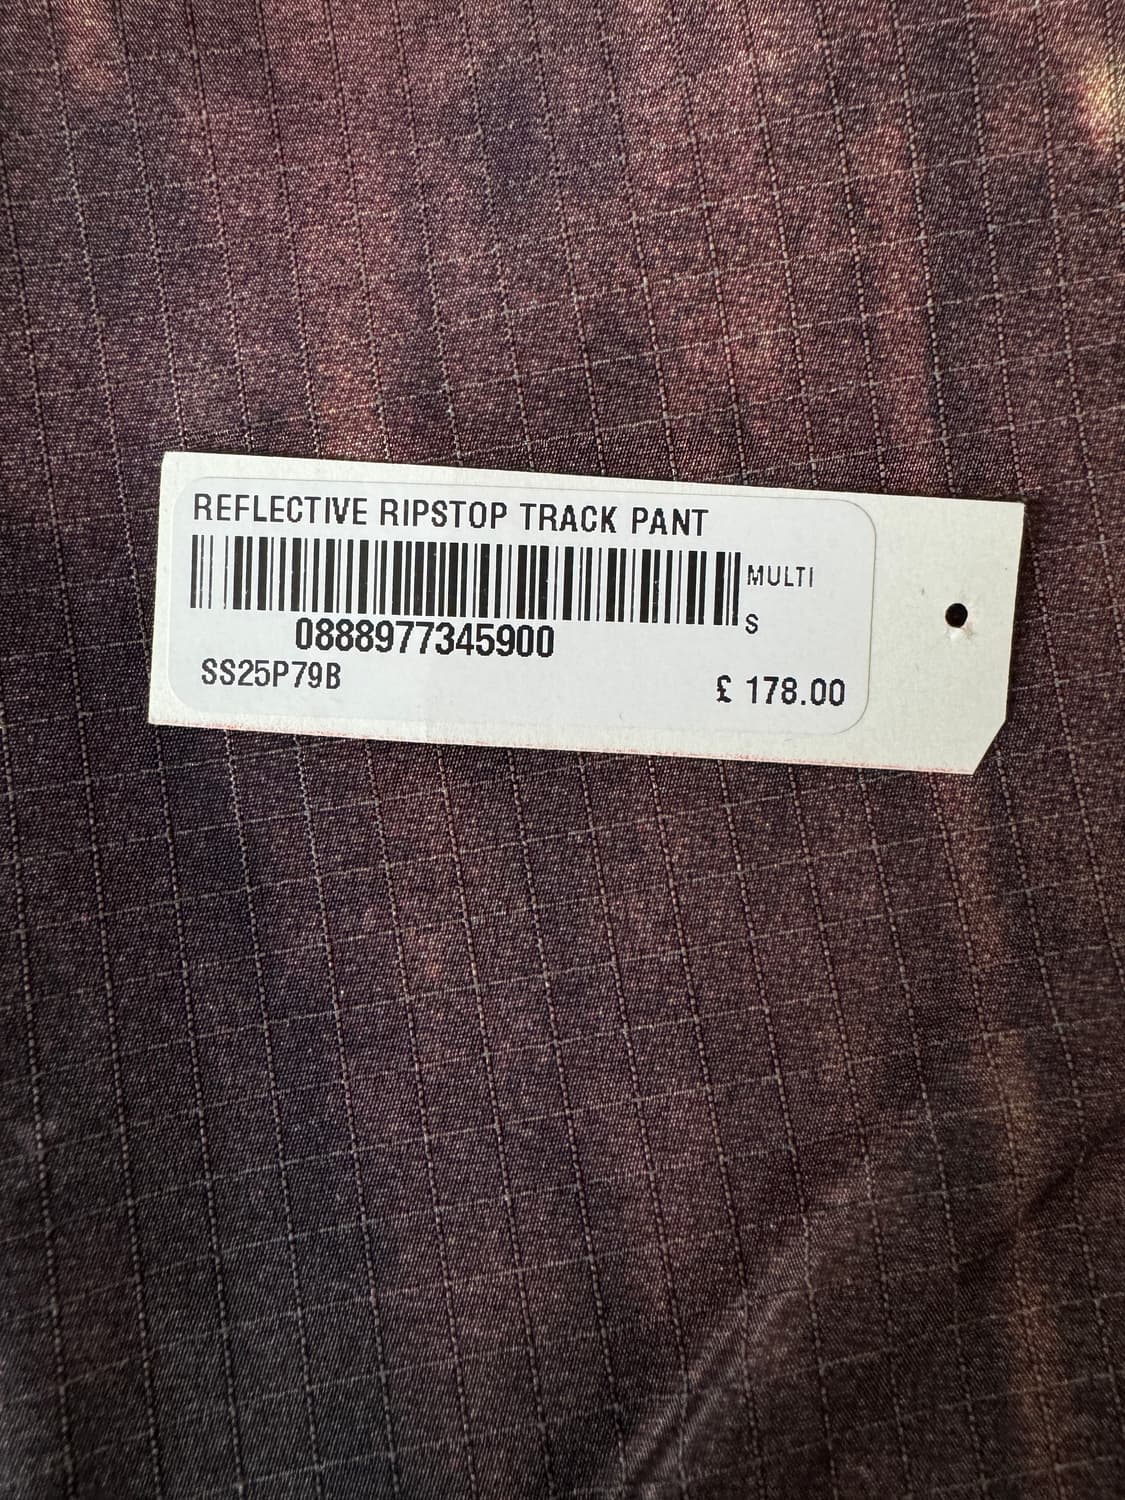 REFLECTIVE RIPSTOP TRACK PANT
MULTI
S
0888977345900
SS25P79B
£ 178.00